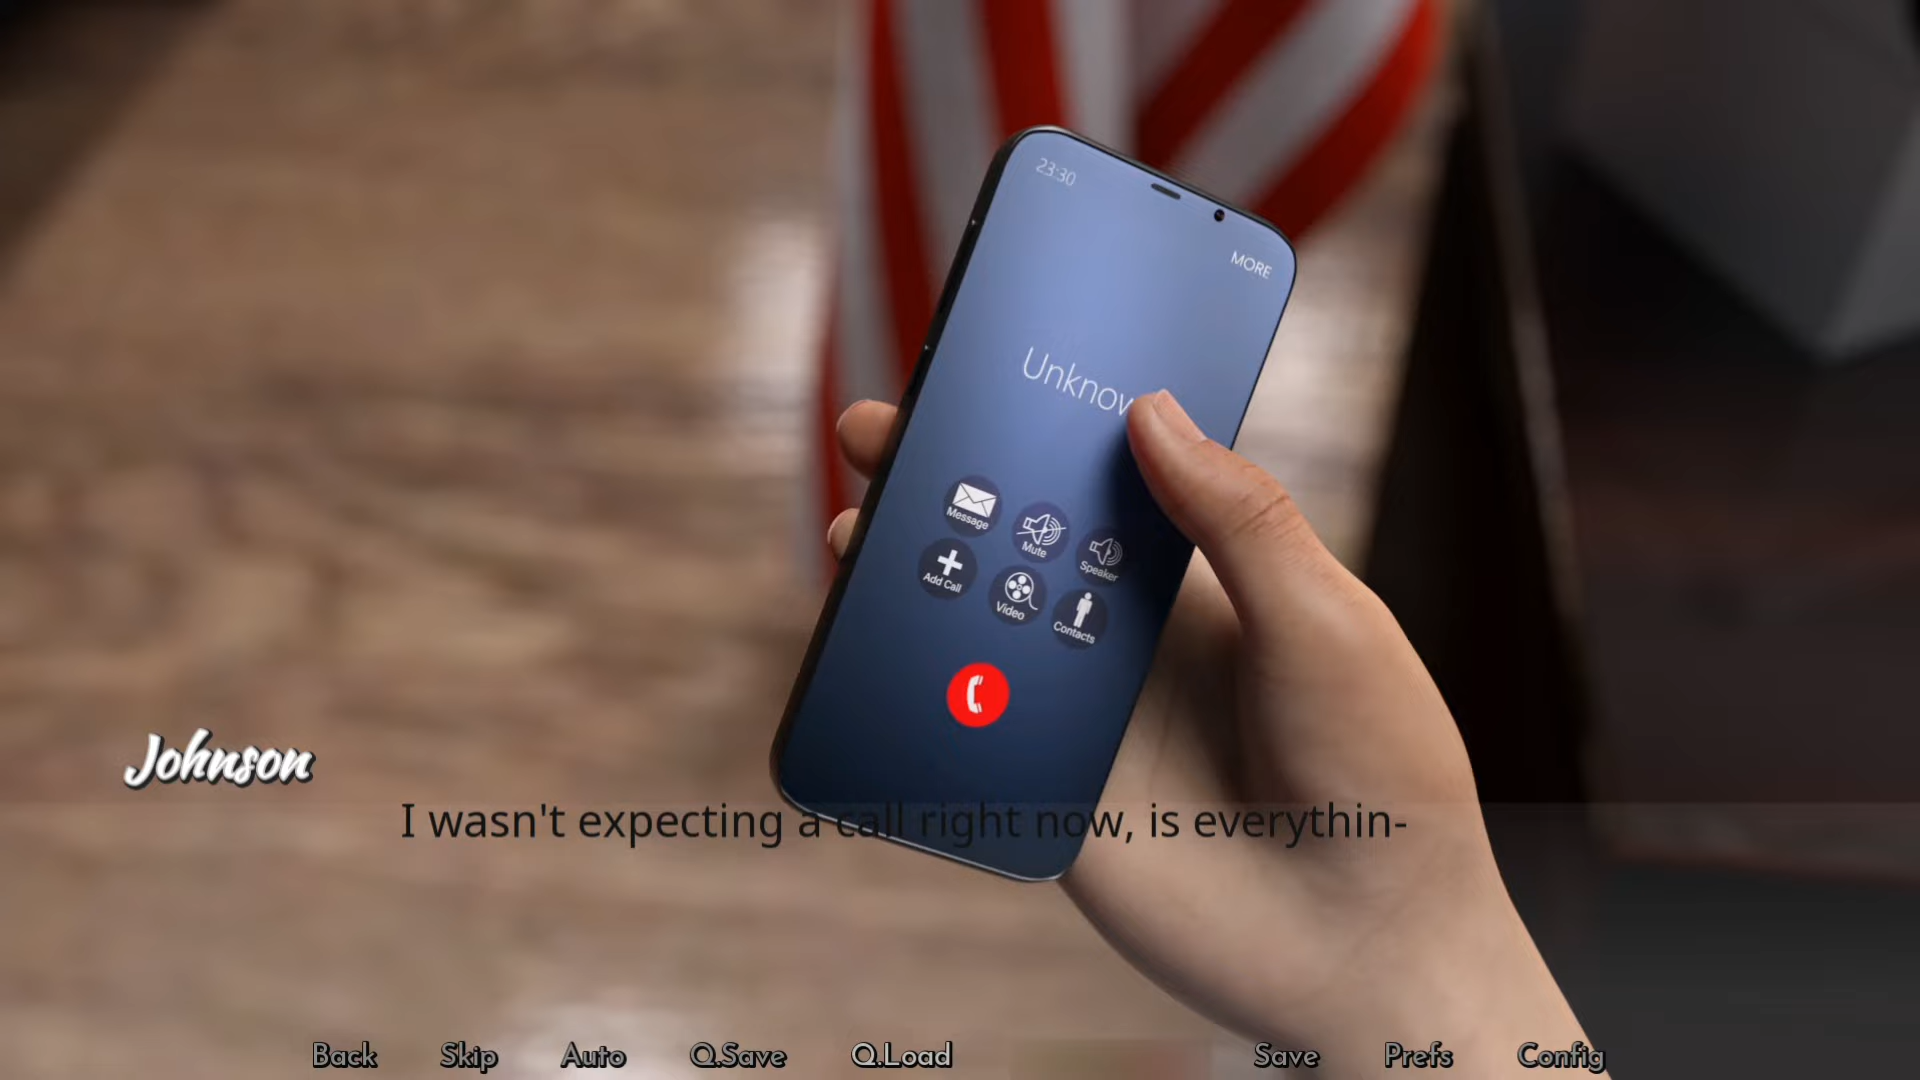 23:30
MORE
Unknow
Message
Mute
Speaker
Add Call
Video
Contacts
Johnson
I wasn't expecting a call right now, is everythin-
Back Skip Auto Q.Save Q.Load Save Prefs Config